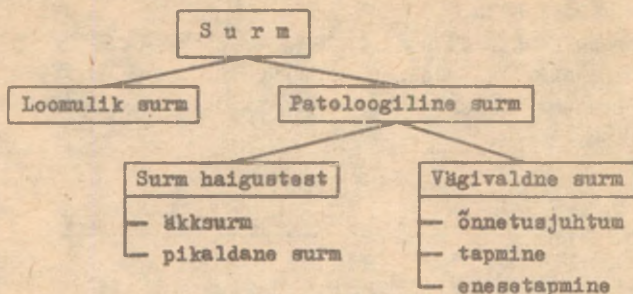 S u r m
Loomulik surm
Patoloogiline surm
Surm haigustest
äkksurm
pikaldane surm
Vägivaldne surm
õnnetusjuhtum
tapmine
enesetapmine